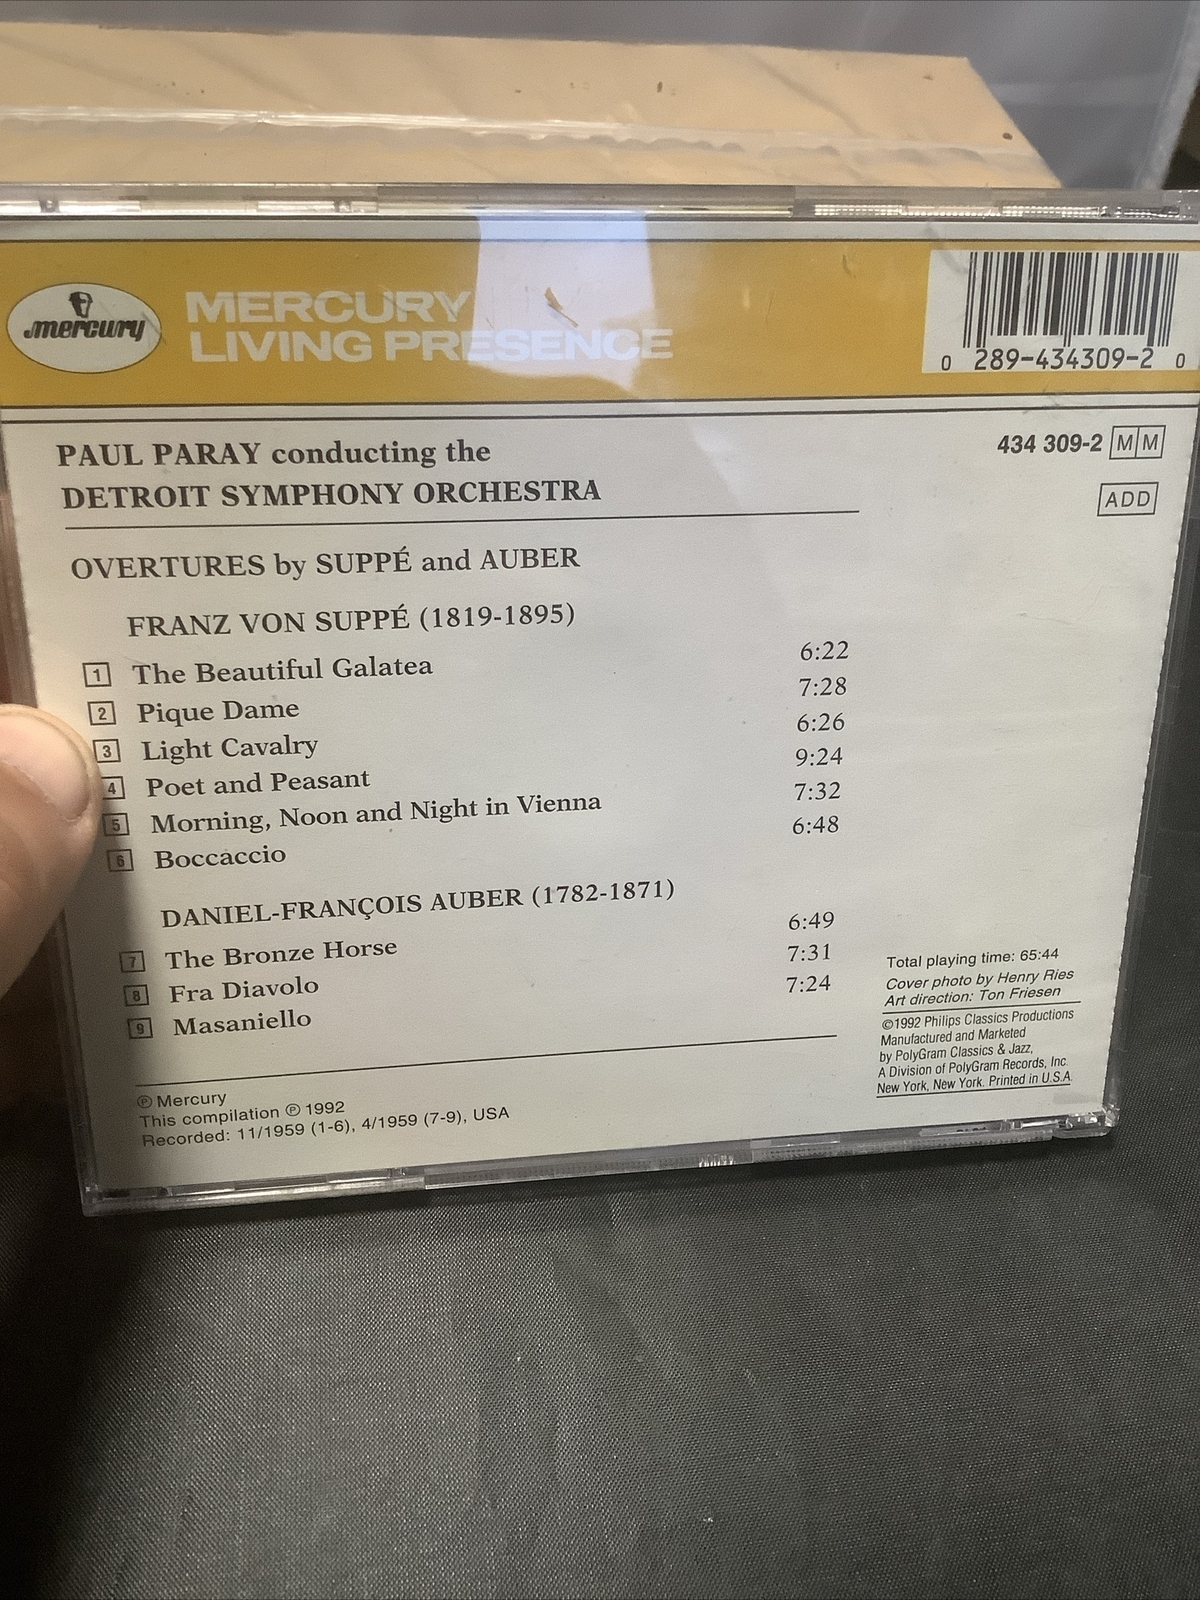 mercury
MERCURY
LIVING PRESENCE
0 289-434309-2 0
PAUL PARAY conducting the
DETROIT SYMPHONY ORCHESTRA
434 309-2 MM
ADD
OVERTURES by SUPPÉ and AUBER
FRANZ VON SUPPÉ (1819-1895)
1 The Beautiful Galatea 6:22
2 Pique Dame 7:28
3 Light Cavalry 6:26
4 Poet and Peasant 9:24
5 Morning, Noon and Night in Vienna 7:32
6 Boccaccio 6:48
DANIEL-FRANÇOIS AUBER (1782-1871)
7 The Bronze Horse 6:49
8 Fra Diavolo 7:31
9 Masaniello 7:24
Total playing time: 65:44
Cover photo by Henry Ries
Art direction: Ton Friesen
©1992 Philips Classics Productions
Manufactured and Marketed
by PolyGram Classics & Jazz,
A Division of PolyGram Records, Inc.
New York, New York. Printed in U.S.A.
℗ Mercury
This compilation ℗ 1992
Recorded: 11/1959 (1-6), 4/1959 (7-9), USA